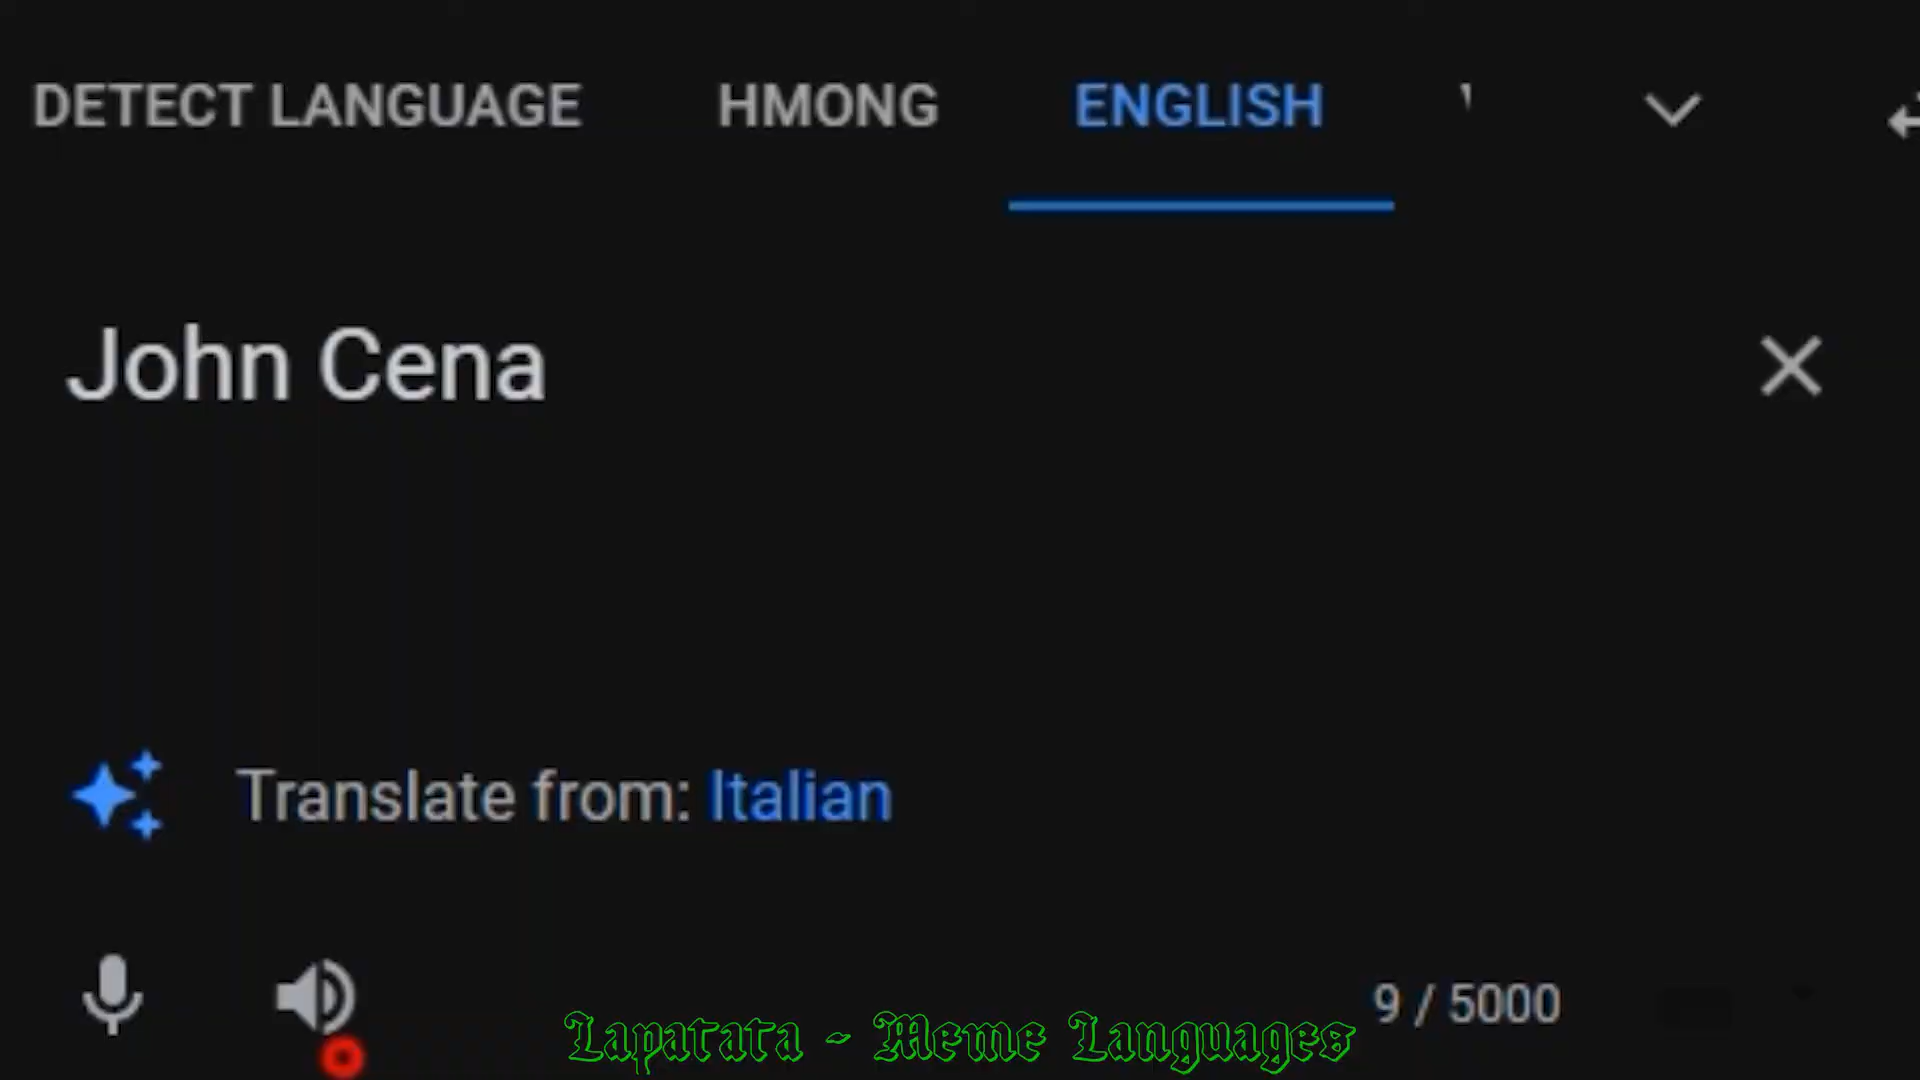 DETECT LANGUAGE HMONG ENGLISH
John Cena
Translate from: Italian
9 / 5000
Lapatata - Meme Languages